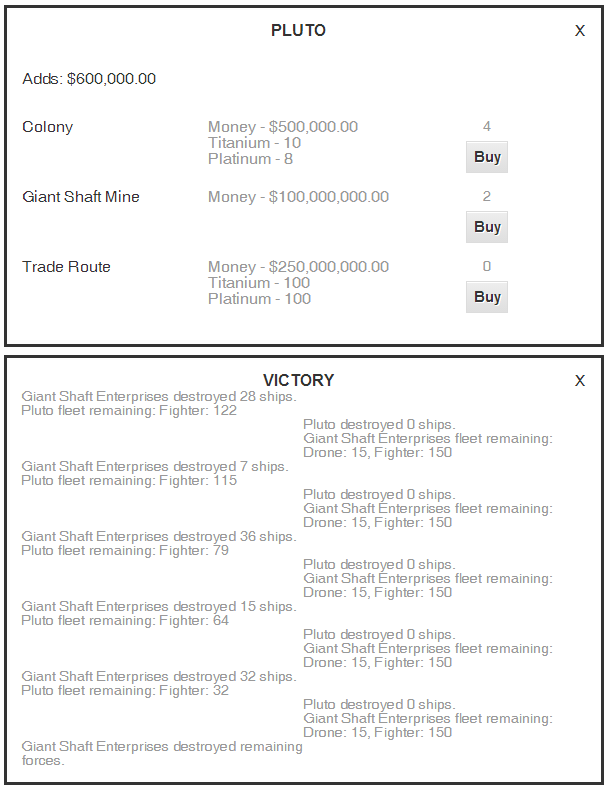 PLUTO X
Adds: $600,000.00
Colony Money - $500,000.00 4
Titanium - 10
Platinum - 8
Buy
Giant Shaft Mine Money - $100,000,000.00 2
Buy
Trade Route Money - $250,000,000.00 0
Titanium - 100
Platinum - 100
Buy
VICTORY X
Giant Shaft Enterprises destroyed 28 ships.
Pluto fleet remaining: Fighter: 122
Pluto destroyed 0 ships.
Giant Shaft Enterprises fleet remaining:
Drone: 15, Fighter: 150
Giant Shaft Enterprises destroyed 7 ships.
Pluto fleet remaining: Fighter: 115
Pluto destroyed 0 ships.
Giant Shaft Enterprises fleet remaining:
Drone: 15, Fighter: 150
Giant Shaft Enterprises destroyed 36 ships.
Pluto fleet remaining: Fighter: 79
Pluto destroyed 0 ships.
Giant Shaft Enterprises fleet remaining:
Drone: 15, Fighter: 150
Giant Shaft Enterprises destroyed 15 ships.
Pluto fleet remaining: Fighter: 64
Pluto destroyed 0 ships.
Giant Shaft Enterprises fleet remaining:
Drone: 15, Fighter: 150
Giant Shaft Enterprises destroyed 32 ships.
Pluto fleet remaining: Fighter: 32
Pluto destroyed 0 ships.
Giant Shaft Enterprises fleet remaining:
Drone: 15, Fighter: 150
Giant Shaft Enterprises destroyed remaining
forces.